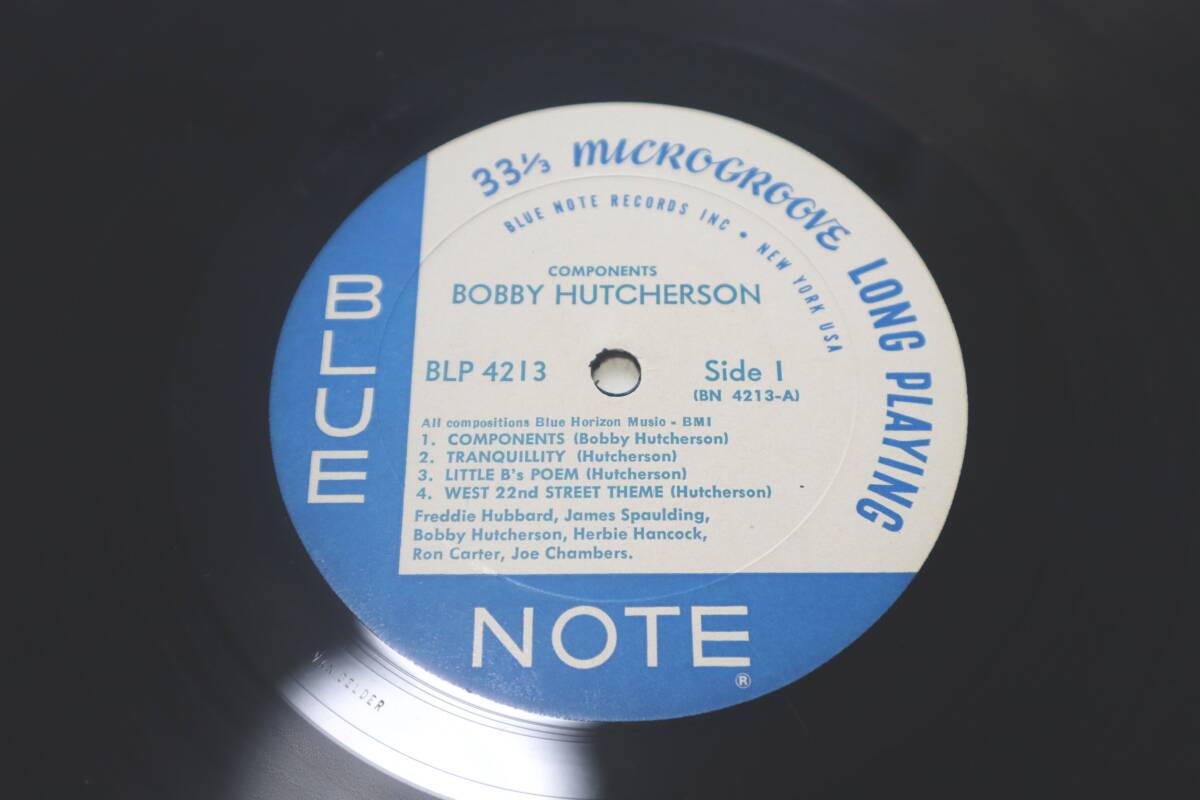 33⅓ MICROGROOVE LONG PLAYING
BLUE NOTE RECORDS INC • NEW YORK USA
COMPONENTS
BOBBY HUTCHERSON
BLP 4213
Side 1
(BN 4213-A)
All compositions Blue Horizon Music - BMI
1. COMPONENTS (Bobby Hutcherson)
2. TRANQUILLITY (Hutcherson)
3. LITTLE B's POEM (Hutcherson)
4. WEST 22nd STREET THEME (Hutcherson)
Freddie Hubbard, James Spaulding,
Bobby Hutcherson, Herbie Hancock,
Ron Carter, Joe Chambers.
BLUE
NOTE
®
VAN GELDER